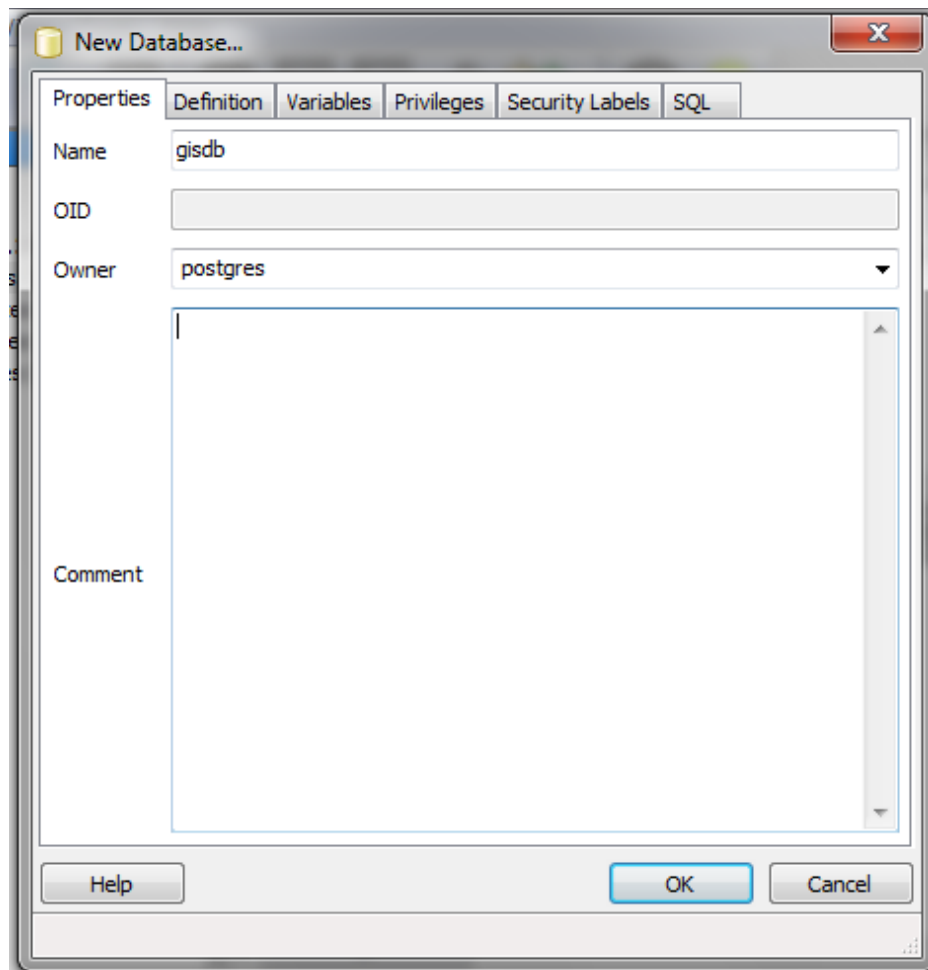 New Database...
Properties Definition Variables Privileges Security Labels SQL
Name gisdb
OID
Owner postgres
Comment
Help OK Cancel